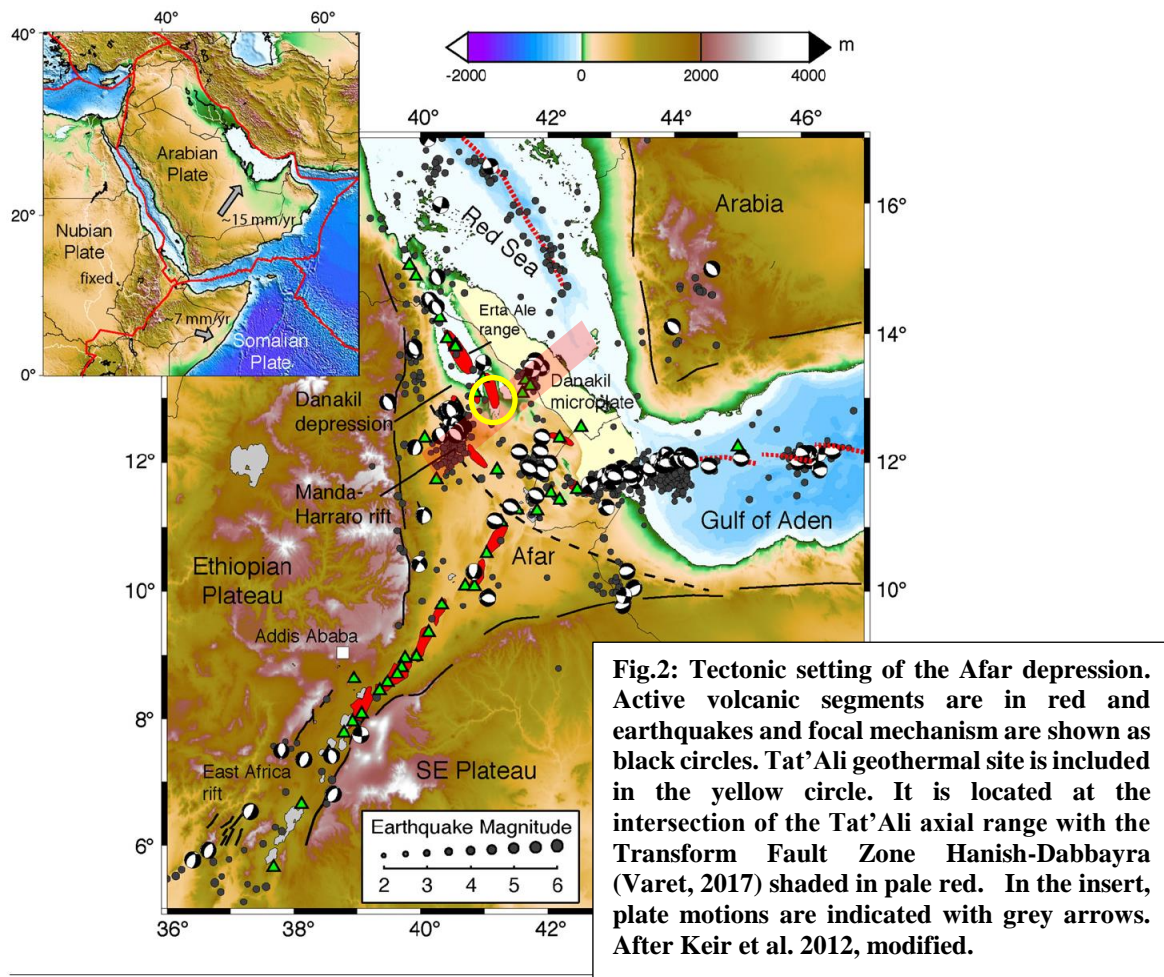 40° 60°
40°
20°
0°
Arabian
Plate
~15 mm/yr
Nubian
Plate
fixed
~7 mm/yr
Somalian
Plate
m
-2000 0 2000 4000
40° 42° 44° 46°
16°
14°
12°
10°
Arabia
Red Sea
Erta Ale
range
Danakil
depression
Danakil
microplate
12°
Manda-
Harraro rift
Gulf of Aden
Afar
Ethiopian
Plateau
10°
Addis Ababa
8°
East Africa
rift
SE Plateau
6°
Earthquake Magnitude
2 3 4 5 6
36° 38° 40° 42°
Fig.2: Tectonic setting of the Afar depression.
Active volcanic segments are in red and
earthquakes and focal mechanism are shown as
black circles. Tat’Ali geothermal site is included
in the yellow circle. It is located at the
intersection of the Tat’Ali axial range with the
Transform Fault Zone Hanish-Dabbayra
(Varet, 2017) shaded in pale red. In the insert,
plate motions are indicated with grey arrows.
After Keir et al. 2012, modified.